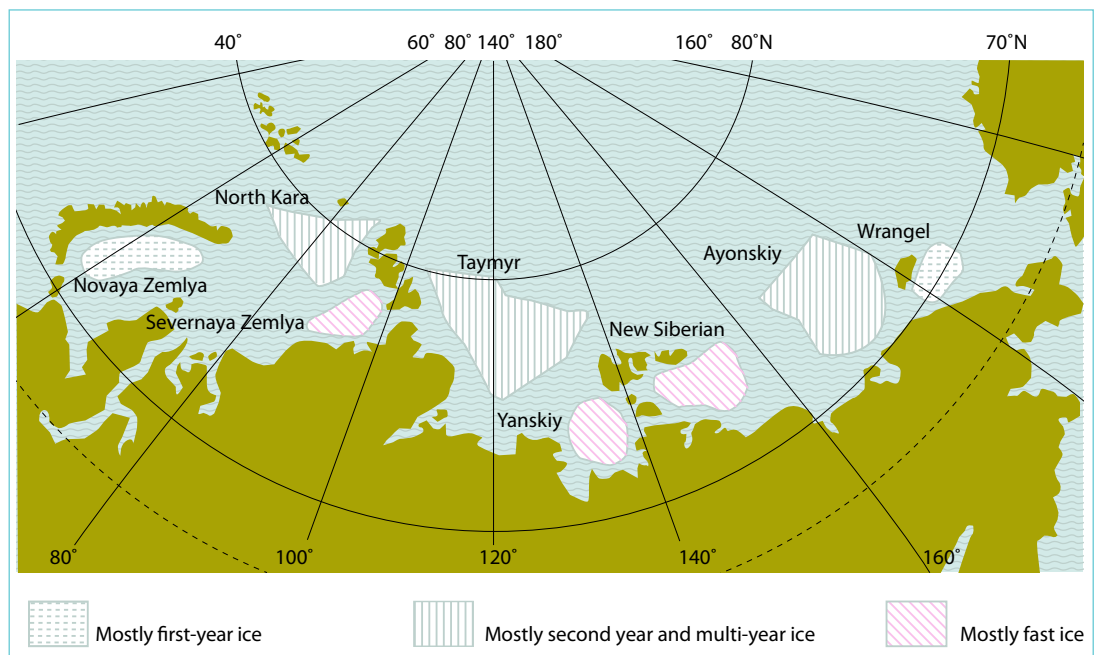 40˚ 60˚ 80˚ 140˚ 180˚ 160˚ 80˚N 70˚N
North Kara
Wrangel
Ayonskiy
Taymyr
Novaya Zemlya
Severnaya Zemlya
New Siberian
Yanskiy
80˚ 100˚ 120˚ 140˚ 160˚
Mostly first-year ice Mostly second year and multi-year ice Mostly fast ice